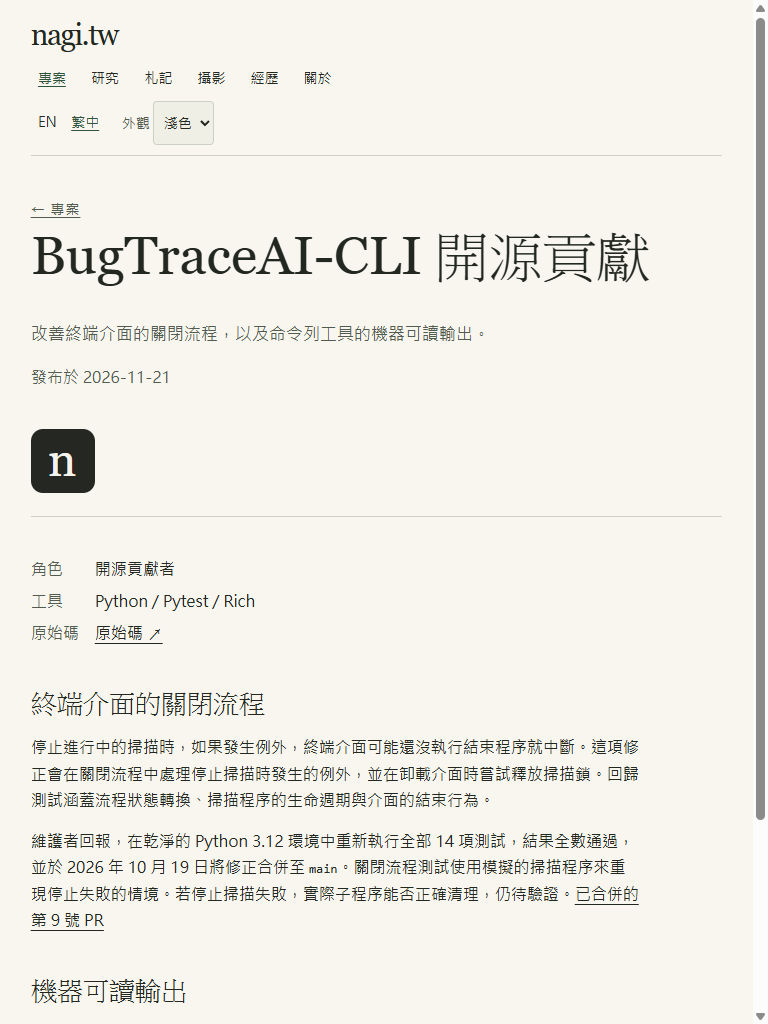 nagi.tw
專案 研究 札記 攝影 經歷 關於
EN 繁中 外觀 淺色
← 專案
BugTraceAI-CLI 開源貢獻
改善終端介面的關閉流程，以及命令列工具的機器可讀輸出。
發布於 2026-11-21
n
角色 開源貢獻者
工具 Python / Pytest / Rich
原始碼 原始碼 ↗
終端介面的關閉流程
停止進行中的掃描時，如果發生例外，終端介面可能還沒執行結束程序就中斷。這項修
正會在關閉流程中處理停止掃描時發生的例外，並在卸載介面時嘗試釋放掃描鎖。回歸
測試涵蓋流程狀態轉換、掃描程序的生命週期與介面的結束行為。
維護者回報，在乾淨的 Python 3.12 環境中重新執行全部 14 項測試，結果全數通過，
並於 2026 年 10 月 19 日將修正合併至 main。關閉流程測試使用模擬的掃描程序來重
現停止失敗的情境。若停止掃描失敗，實際子程序能否正確清理，仍待驗證。已合併的
第 9 號 PR
機器可讀輸出